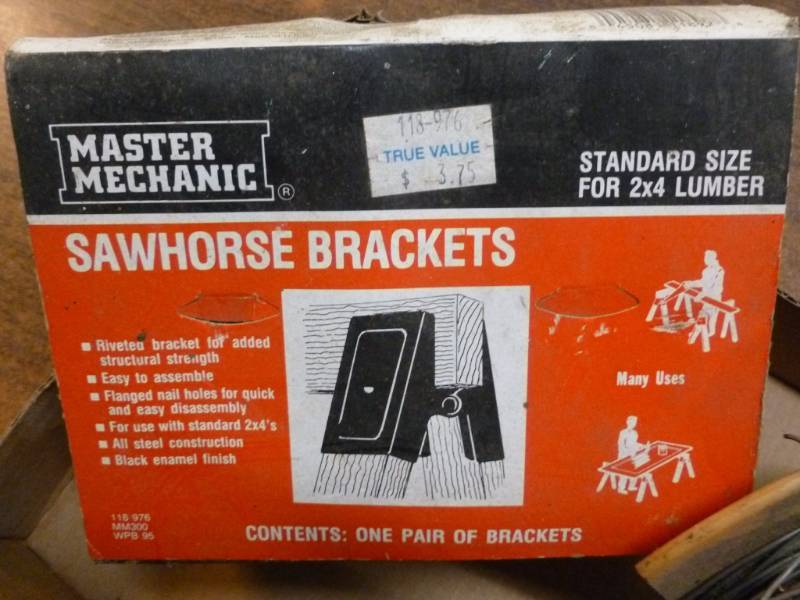 MASTER
MECHANIC ®
118-976
TRUE VALUE
$ 3.75
STANDARD SIZE
FOR 2x4 LUMBER
SAWHORSE BRACKETS
■ Riveted bracket for added
structural strength
■ Easy to assemble
■ Flanged nail holes for quick
and easy disassembly
■ For use with standard 2x4's
■ All steel construction
■ Black enamel finish
Many Uses
116 976
MM300
WPB 95
CONTENTS: ONE PAIR OF BRACKETS